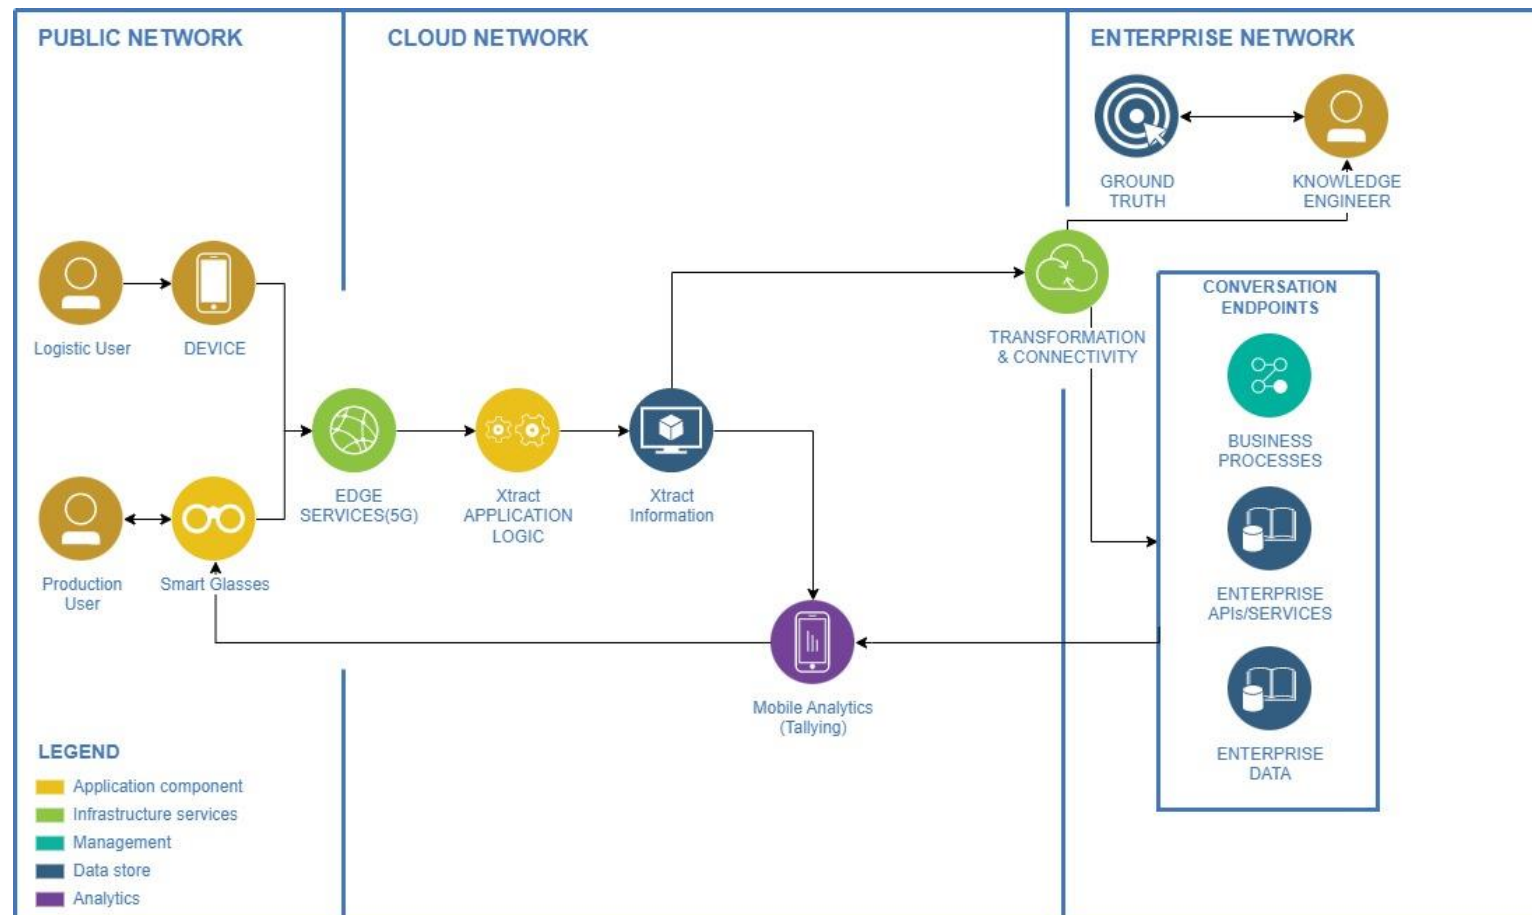 PUBLIC NETWORK
CLOUD NETWORK
ENTERPRISE NETWORK
GROUND
TRUTH
KNOWLEDGE
ENGINEER
Logistic User
DEVICE
TRANSFORMATION
& CONNECTIVITY
CONVERSATION
ENDPOINTS
BUSINESS
PROCESSES
EDGE
SERVICES(5G)
Xtract
APPLICATION
LOGIC
Xtract
Information
Production
User
Smart Glasses
ENTERPRISE
APIs/SERVICES
Mobile Analytics
(Tallying)
ENTERPRISE
DATA
LEGEND
Application component
Infrastructure services
Management
Data store
Analytics